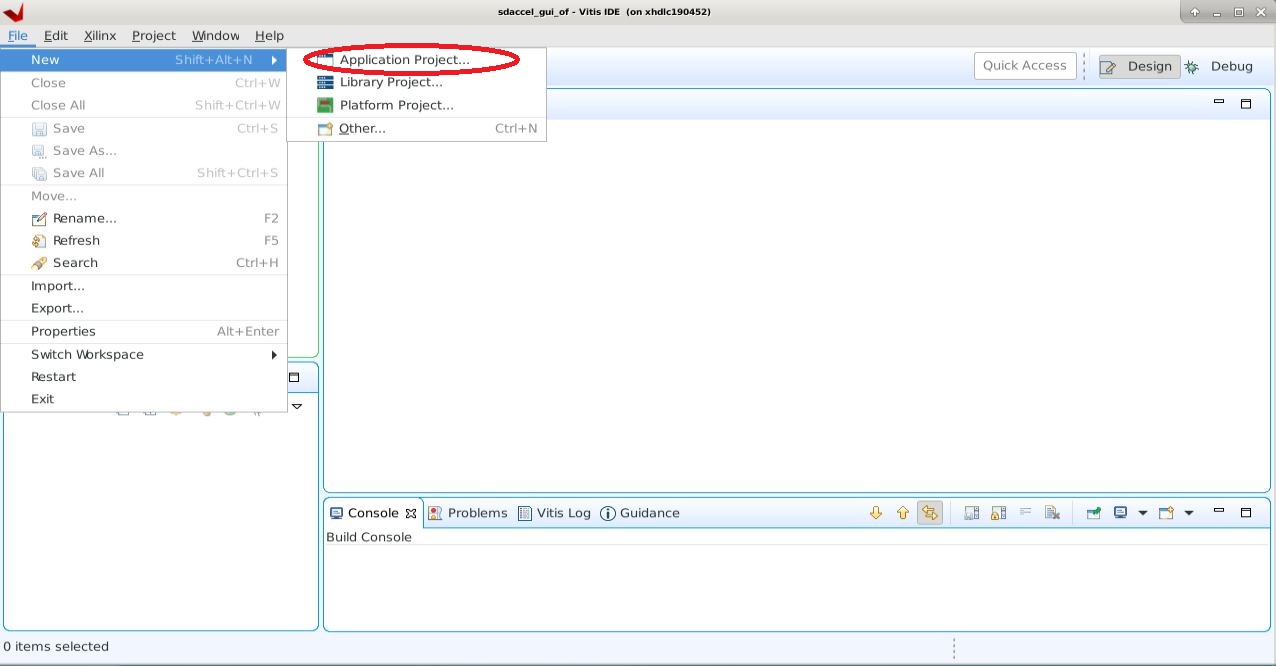 sdaccel_gui_of - Vitis IDE (on xhdlc190452)
File Edit Xilinx Project Window Help
New Shift+Alt+N
Close Ctrl+W
Close All Shift+Ctrl+W
Save Ctrl+S
Save As...
Save All Shift+Ctrl+S
Move...
Rename... F2
Refresh F5
Search Ctrl+H
Import...
Export...
Properties Alt+Enter
Switch Workspace
Restart
Exit
Application Project...
Library Project...
Platform Project...
Other... Ctrl+N
Quick Access Design Debug
Console Problems Vitis Log Guidance
Build Console
0 items selected